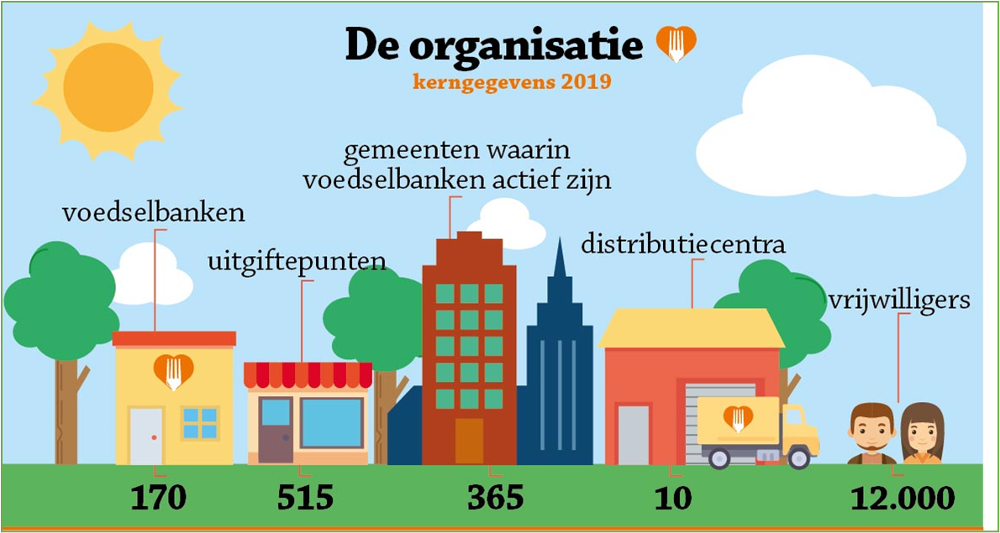 De organisatie
kerngegevens 2019
gemeenten waarin
voedselbanken actief zijn
voedselbanken
uitgiftepunten
distributiecentra
vrijwilligers
170
515
365
10
12.000